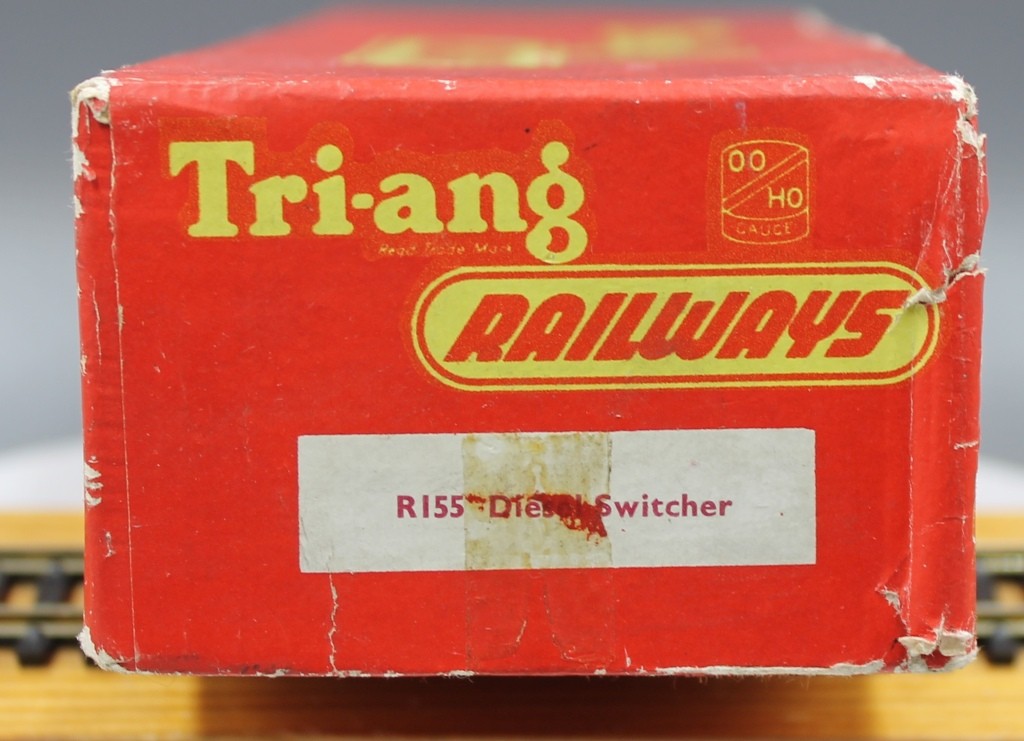 Tri-ang
Regd Trade Mark
OO
HO
GAUGE
RAILWAYS
R155 Diesel Switcher